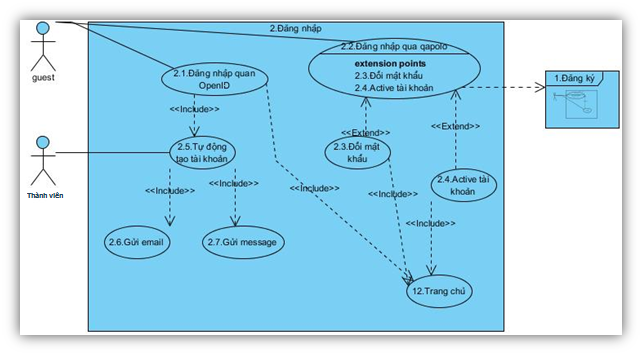 2.Đăng nhập
guest
2.1.Đăng nhập quan
OpenID
2.2.Đăng nhập qua qapolo
extension points
2.3.Đổi mật khẩu
2.4.Active tài khoản
1.Đăng ký
<<Include>>
<<Extend>>
<<Extend>>
2.5.Tự động
tạo tài khoản
2.3.Đổi mật
khẩu
Thành viên
<<Include>>
<<Include>>
<<Include>>
<<Include>>
2.4.Active tài
khoản
<<Include>>
2.6.Gửi email
2.7.Gửi message
12.Trang chủ